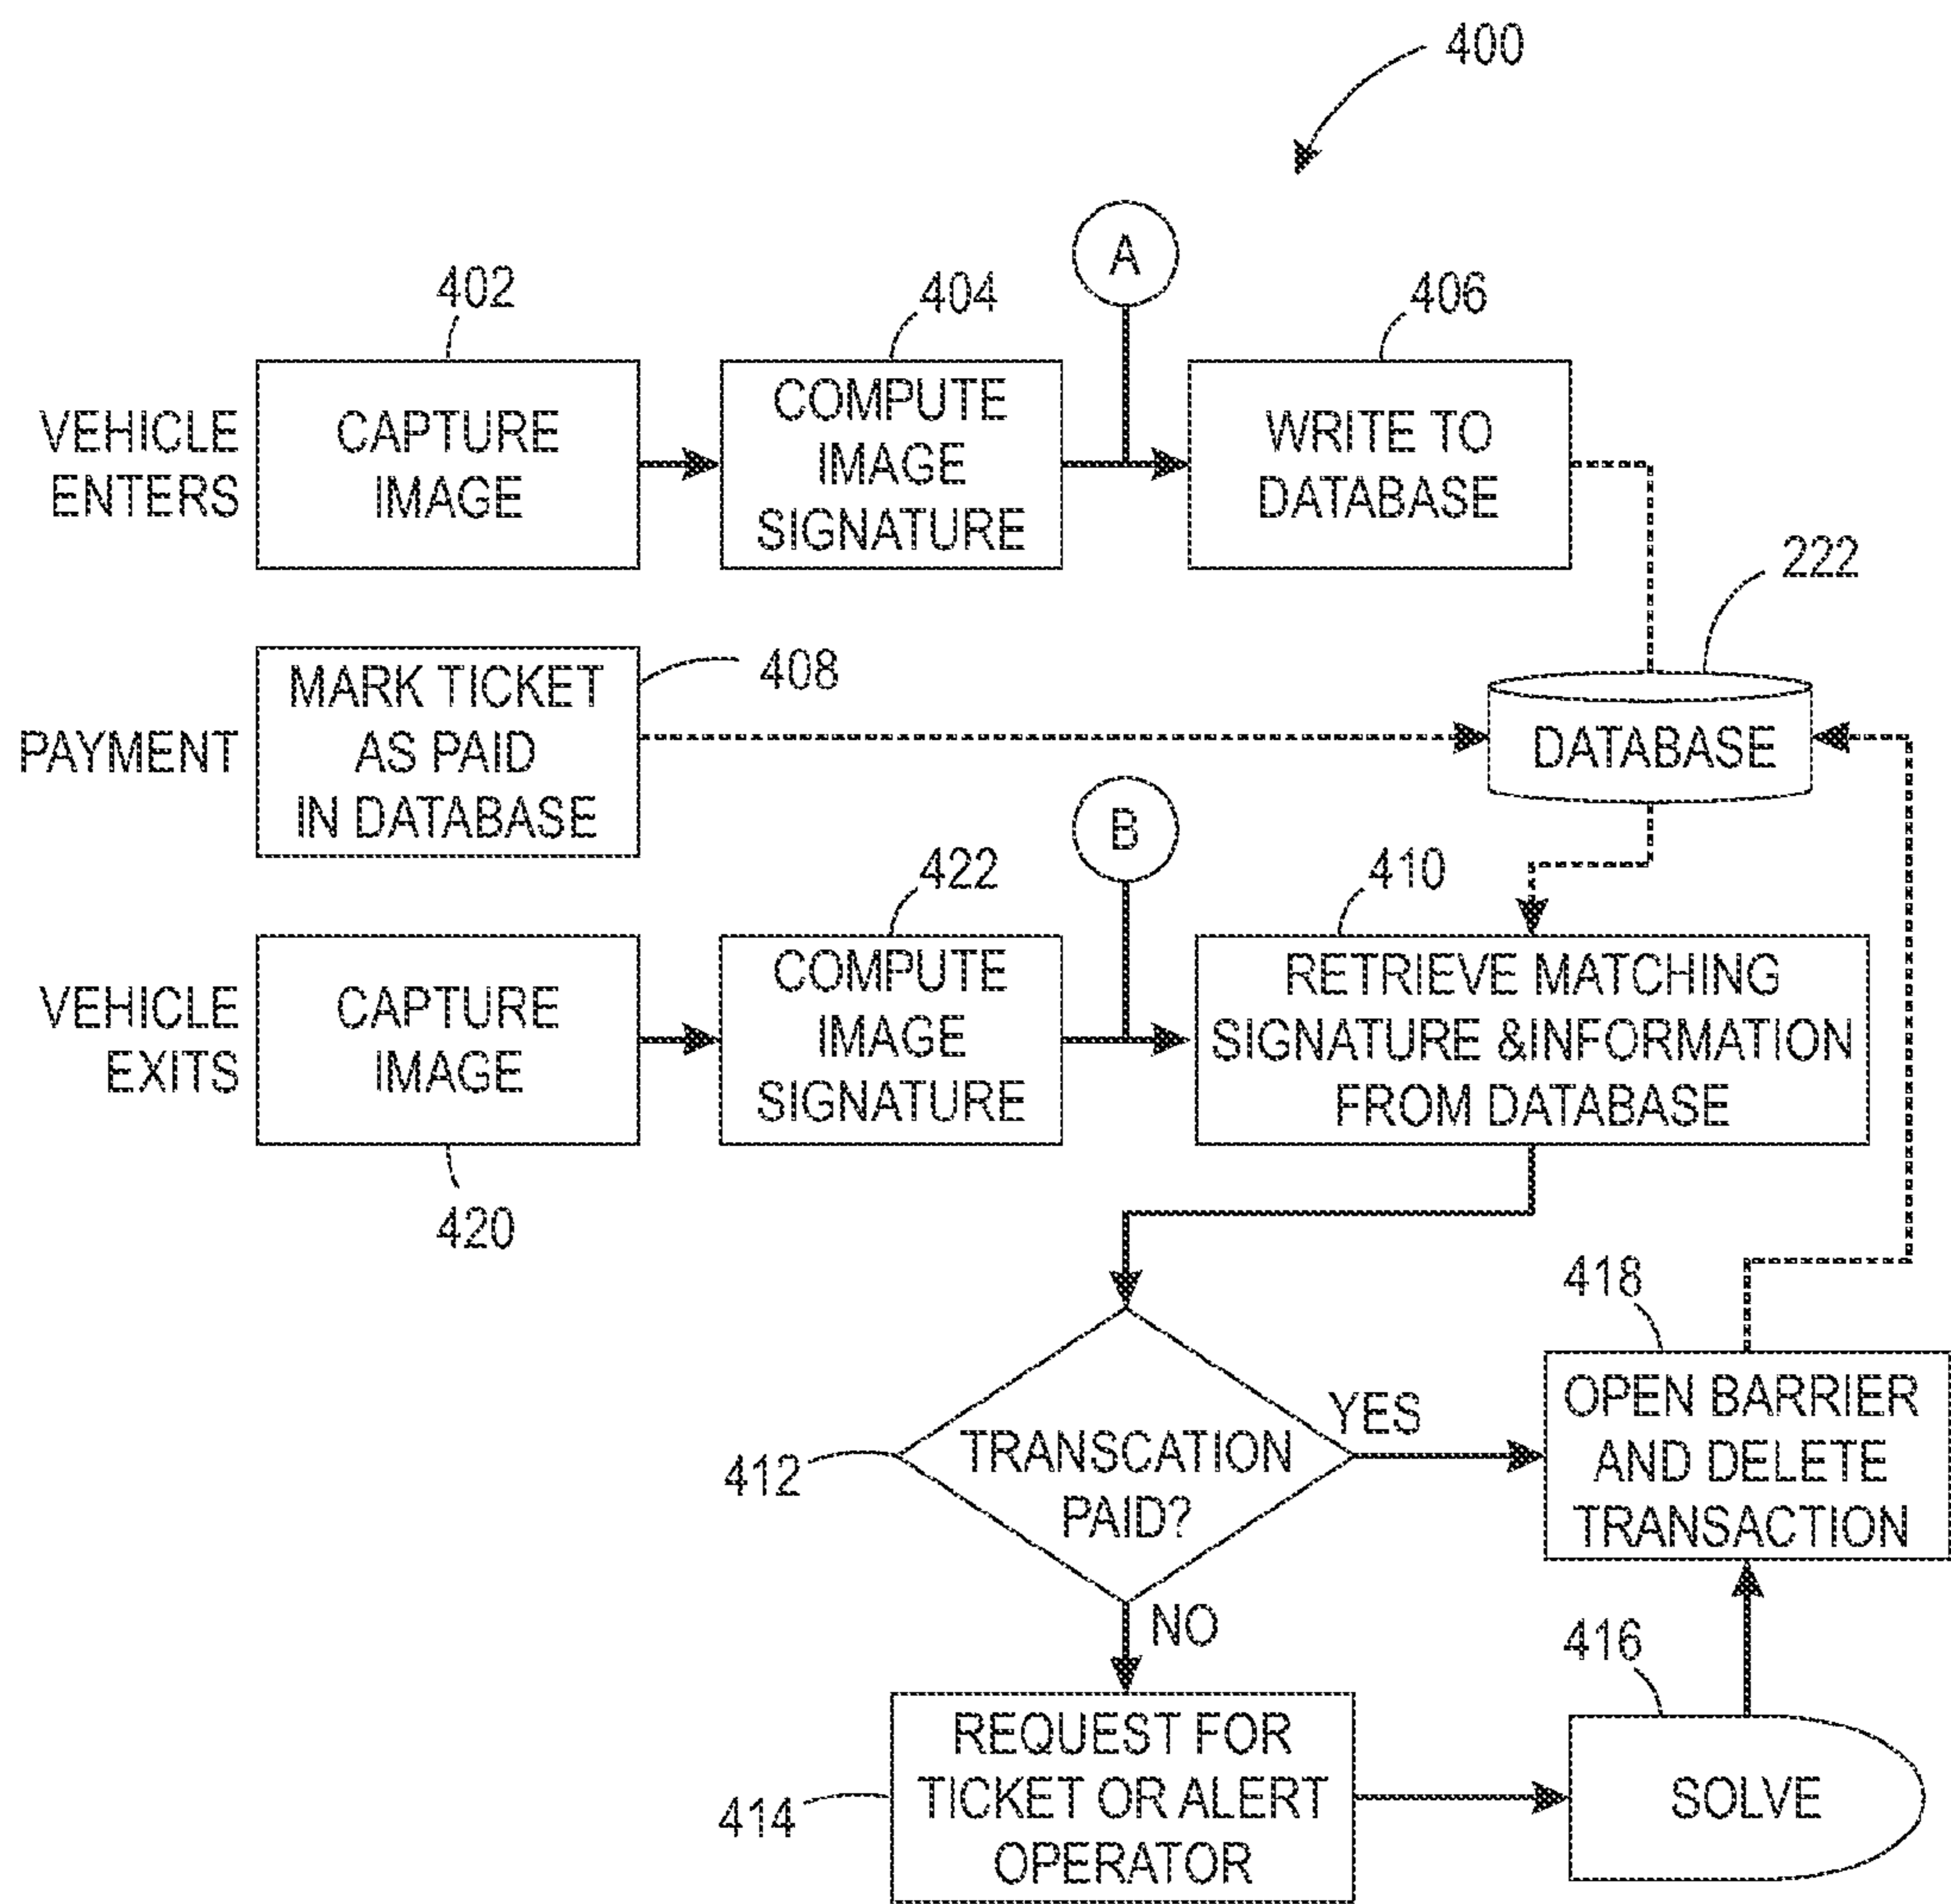 400
A
402
404
406
VEHICLE
ENTERS
CAPTURE
IMAGE
COMPUTE
IMAGE
SIGNATURE
WRITE TO
DATABASE
222
PAYMENT
MARK TICKET
AS PAID
IN DATABASE
408
DATABASE
B
422
410
VEHICLE
EXITS
CAPTURE
IMAGE
COMPUTE
IMAGE
SIGNATURE
RETRIEVE MATCHING
SIGNATURE &INFORMATION
FROM DATABASE
420
418
412
TRANSCATION
PAID?
YES
OPEN BARRIER
AND DELETE
TRANSACTION
NO
416
414
REQUEST FOR
TICKET OR ALERT
OPERATOR
SOLVE